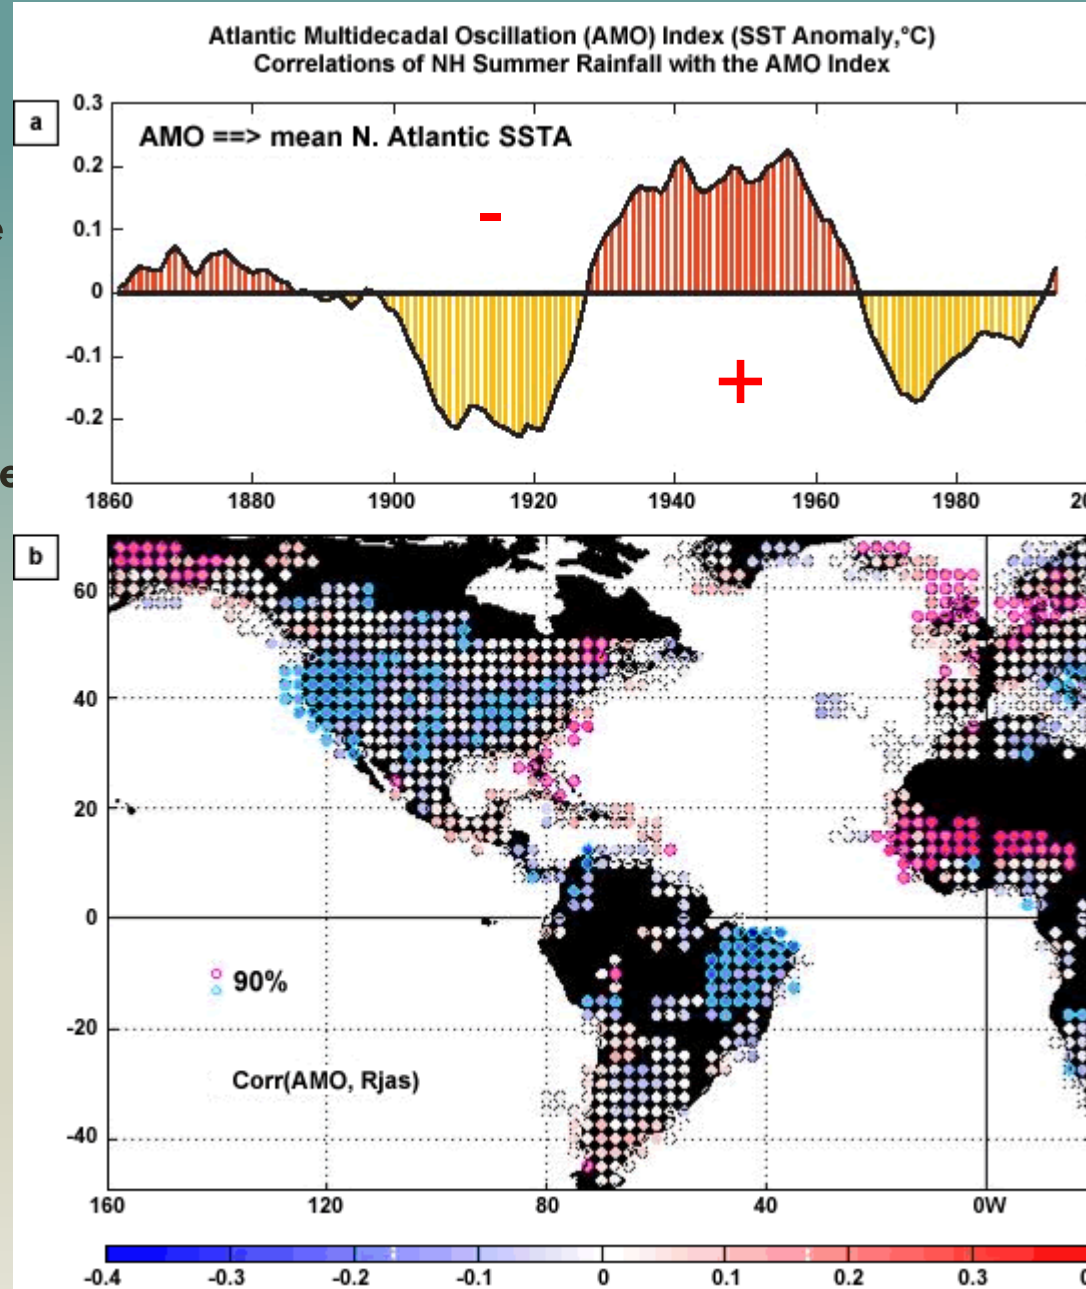 Atlantic Multidecadal Oscillation (AMO) Index (SST Anomaly,°C)
Correlations of NH Summer Rainfall with the AMO Index
a
AMO ==> mean N. Atlantic SSTA
0.3
0.2
0.1
0
-0.1
-0.2
-
+
1860 1880 1900 1920 1940 1960 1980 20
e
e
b
60
40
20
0
-20
-40
90%
Corr(AMO, Rjas)
160 120 80 40 0W
-0.4 -0.3 -0.2 -0.1 0 0.1 0.2 0.3 0